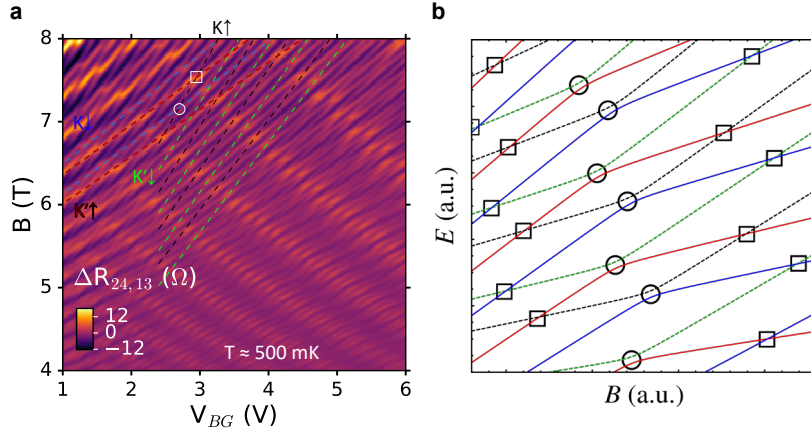 a
b
K↑
8
7
6
5
4
B (T)
K↓
K'↓
K'↑
ΔR24,13 (Ω)
12
0
−12
T ≈ 500 mK
1
2
3
4
5
6
VBG (V)
E (a.u.)
B (a.u.)